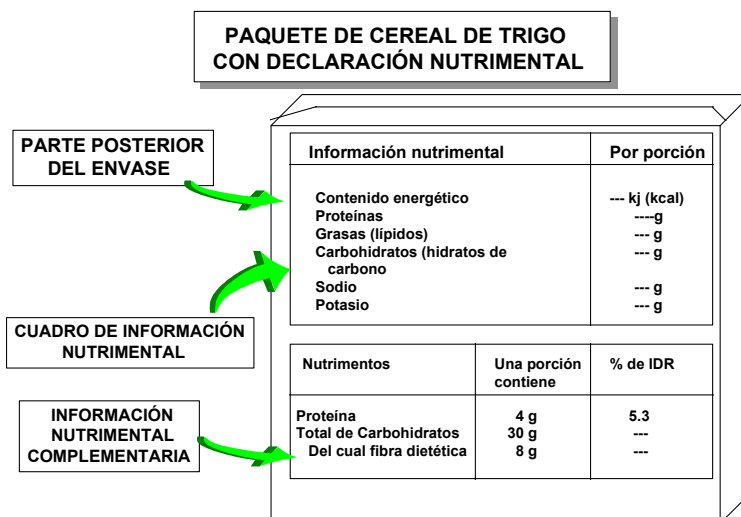 PAQUETE DE CEREAL DE TRIGO
CON DECLARACIÓN NUTRIMENTAL
PARTE POSTERIOR
DEL ENVASE
Información nutrimental Por porción
Contenido energético --- kj (kcal)
Proteínas ----g
Grasas (lípidos) --- g
Carbohidratos (hidratos de --- g
carbono
Sodio --- g
Potasio --- g
CUADRO DE INFORMACIÓN
NUTRIMENTAL
Nutrimentos Una porción % de IDR
contiene
INFORMACIÓN
NUTRIMENTAL
COMPLEMENTARIA
Proteína 4 g 5.3
Total de Carbohidratos 30 g ---
Del cual fibra dietética 8 g ---